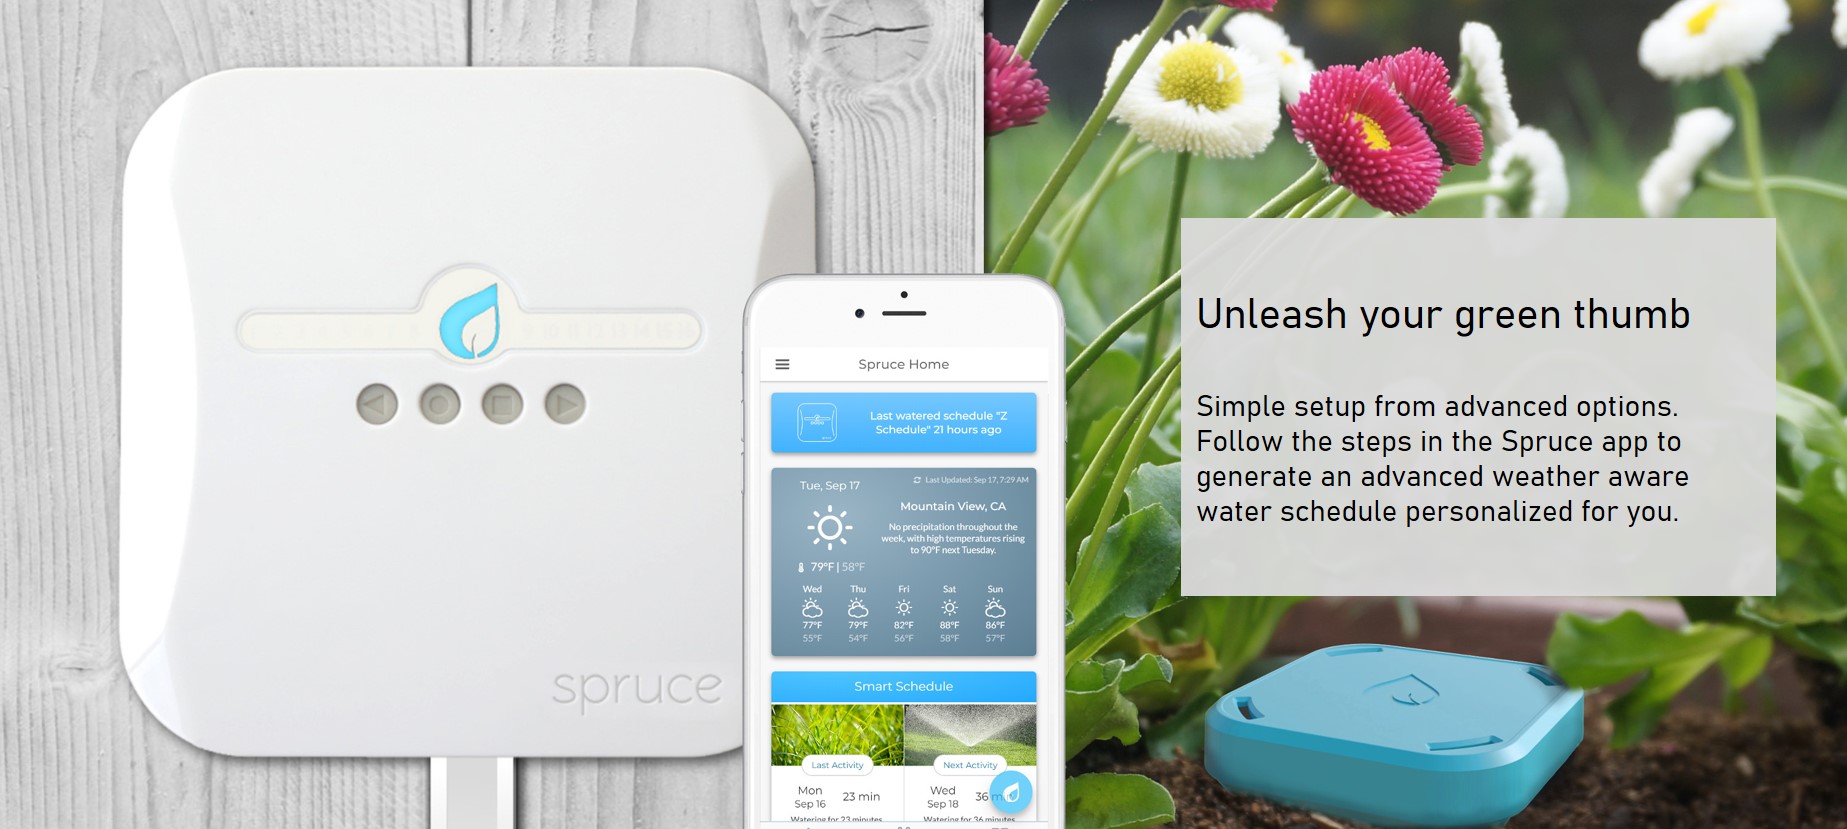 spruce
Spruce Home
Last watered schedule "Z
Schedule" 21 hours ago
Tue, Sep 17
Last Updated: Sep 17, 7:29 AM
Mountain View, CA
No precipitation throughout the
week, with high temperatures rising
to 90°F next Tuesday.
79°F | 58°F
Wed Thu Fri Sat Sun
77°F 79°F 82°F 88°F 86°F
55°F 54°F 56°F 58°F 57°F
Smart Schedule
Last Activity Next Activity
Mon
Sep 16
23 min
Wed
Sep 18
36
Watering for 23 minutes Watering for 36 minutes
Unleash your green thumb
Simple setup from advanced options.
Follow the steps in the Spruce app to
generate an advanced weather aware
water schedule personalized for you.